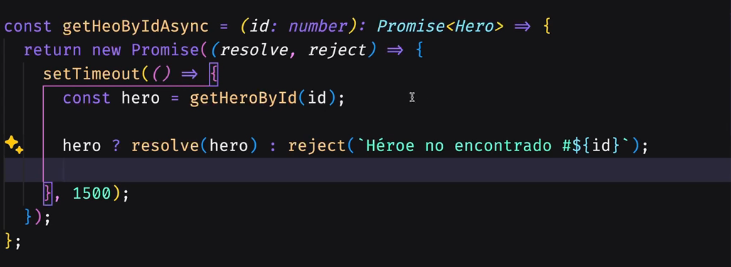 const getHeoByIdAsync = (id: number): Promise<Hero> => {
return new Promise((resolve, reject) => {
setTimeout(() => {
const hero = getHeroById(id);
hero ? resolve(hero) : reject(`Héroe no encontrado #${id}`);
}, 1500);
});
};